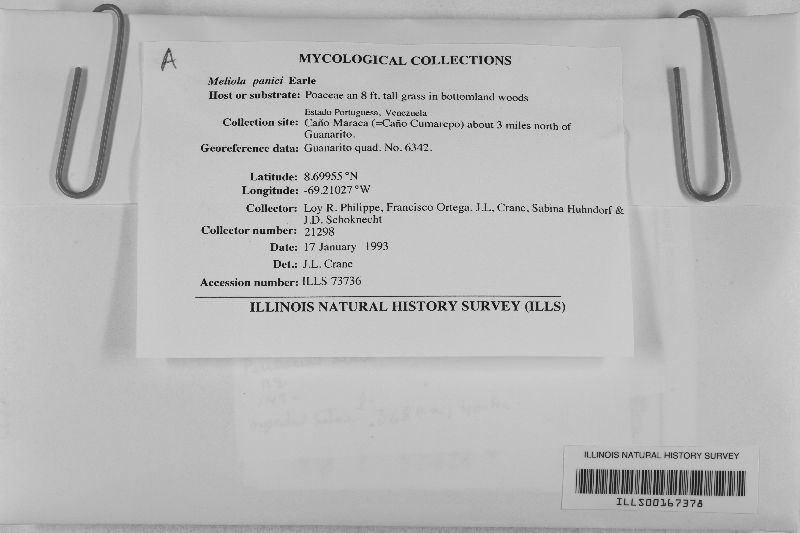 A
MYCOLOGICAL COLLECTIONS
Meliola panici Earle
Host or substrate: Poaceae an 8 ft. tall grass in bottomland woods
Estado Portuguesa, Venezuela
Collection site: Caño Maraca (=Caño Cumarepo) about 3 miles north of
Guanarito.
Georeference data: Guanarito quad. No. 6342.
Latitude: 8.69955°N
Longitude: -69.21027°W
Collector: Loy R. Philippe, Francisco Ortega. J.L. Crane, Sabina Huhndorf &
J.D. Schoknecht
Collector number: 21298
Date: 17 January 1993
Det.: J.L. Crane
Accession number: ILLS 73736
ILLINOIS NATURAL HISTORY SURVEY (ILLS)
ILLINOIS NATURAL HISTORY SURVEY
ILLS00167378